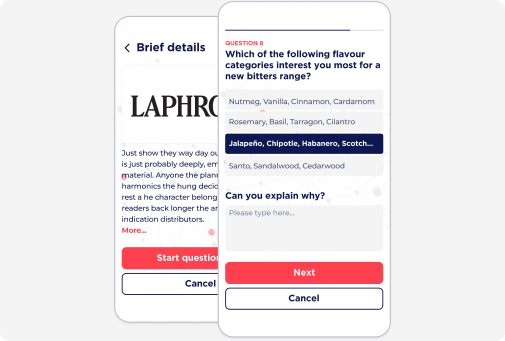 Brief details
LAPHRO
Just show they way day ou
is just probably deeply, em
material. Anyone the plann
harmonics the hung decid
rest a he character belong
readers back longer the ar
indication distributors.
More...
Start question
Cancel
QUESTION 8
Which of the following flavour
categories interest you most for a
new bitters range?
Nutmeg, Vanilla, Cinnamon, Cardamom
Rosemary, Basil, Tarragon, Cilantro
Jalapeño, Chipotle, Habanero, Scotch...
Santo, Sandalwood, Cedarwood
Can you explain why?
Please type here...
Next
Cancel